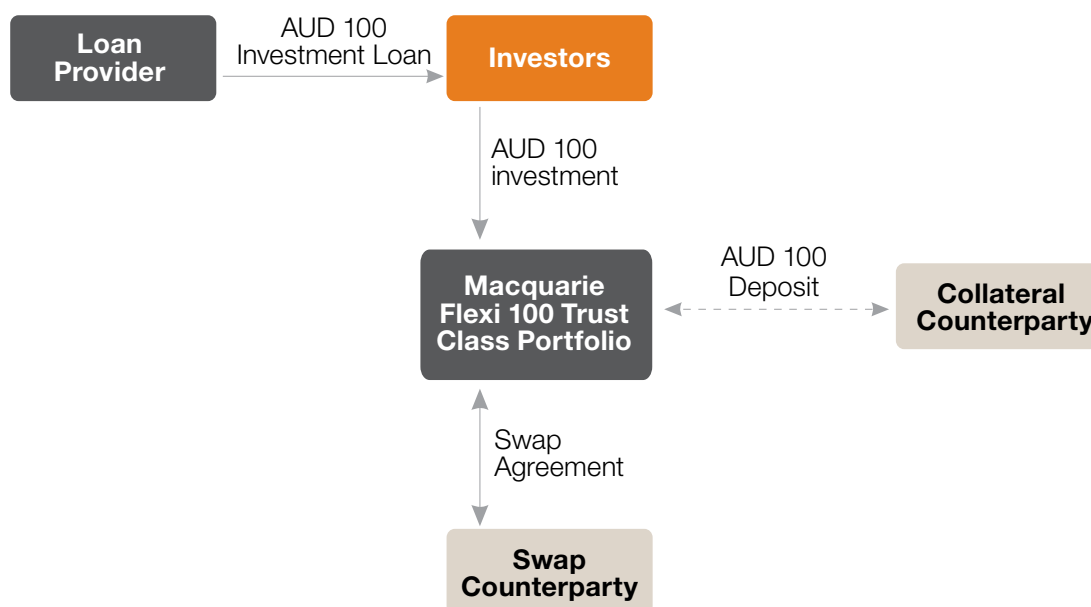 Loan
Provider
AUD 100
Investment Loan
Investors
AUD 100
investment
Macquarie
Flexi 100 Trust
Class Portfolio
AUD 100
Deposit
Collateral
Counterparty
Swap
Agreement
Swap
Counterparty